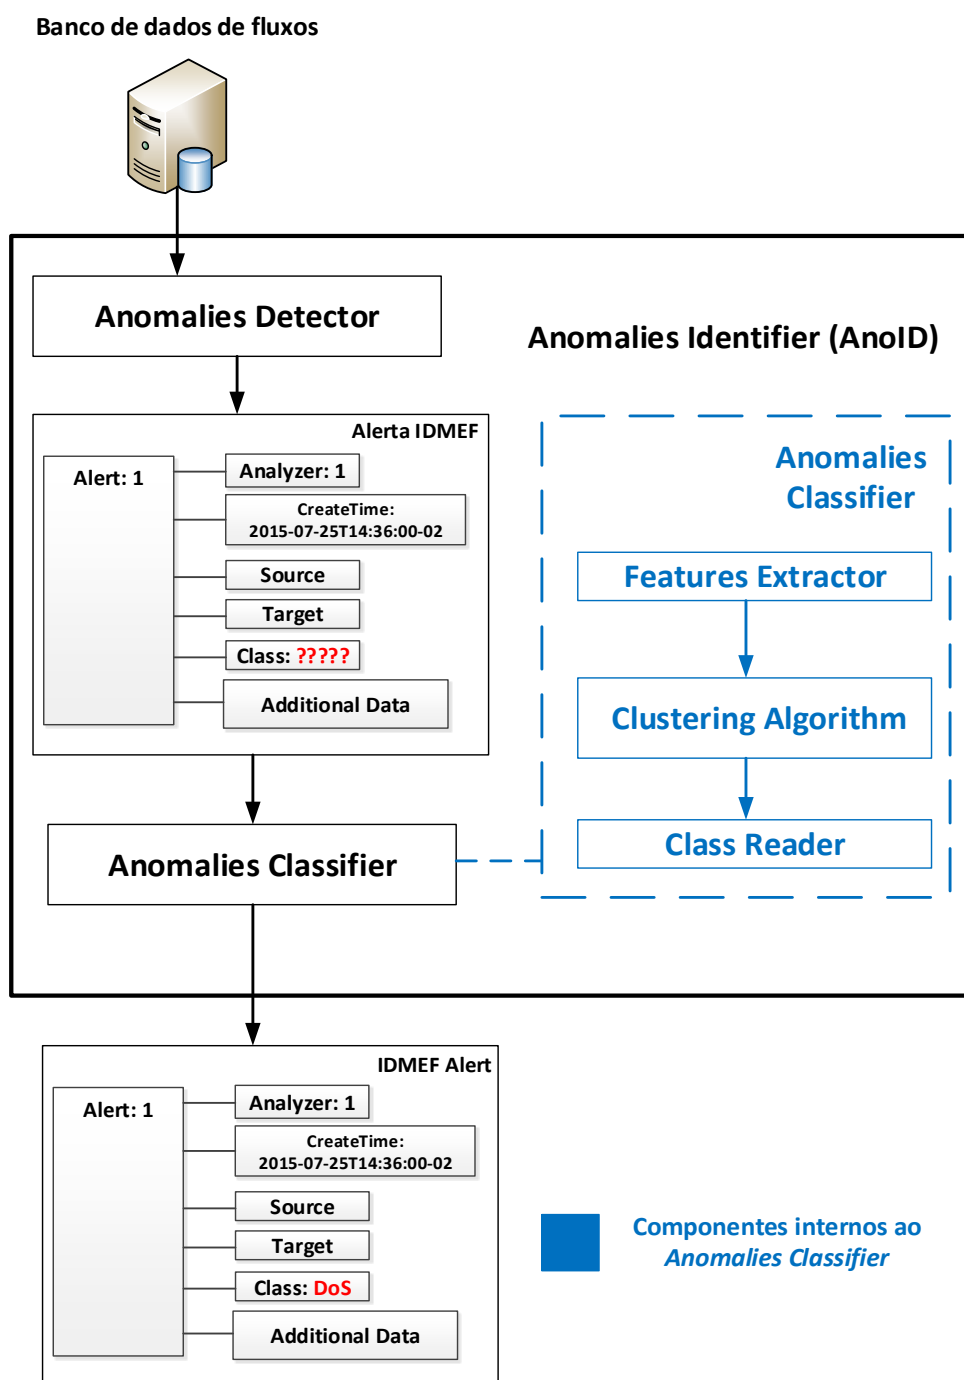 Banco de dados de fluxos
Anomalies Detector
Anomalies Identifier (AnoID)
Alerta IDMEF
Alert: 1
Analyzer: 1
CreateTime:
2015-07-25T14:36:00-02
Source
Target
Class: ?????
Additional Data
Anomalies
Classifier
Features Extractor
Clustering Algorithm
Class Reader
Anomalies Classifier
IDMEF Alert
Alert: 1
Analyzer: 1
CreateTime:
2015-07-25T14:36:00-02
Source
Target
Class: DoS
Additional Data
Componentes internos ao
Anomalies Classifier